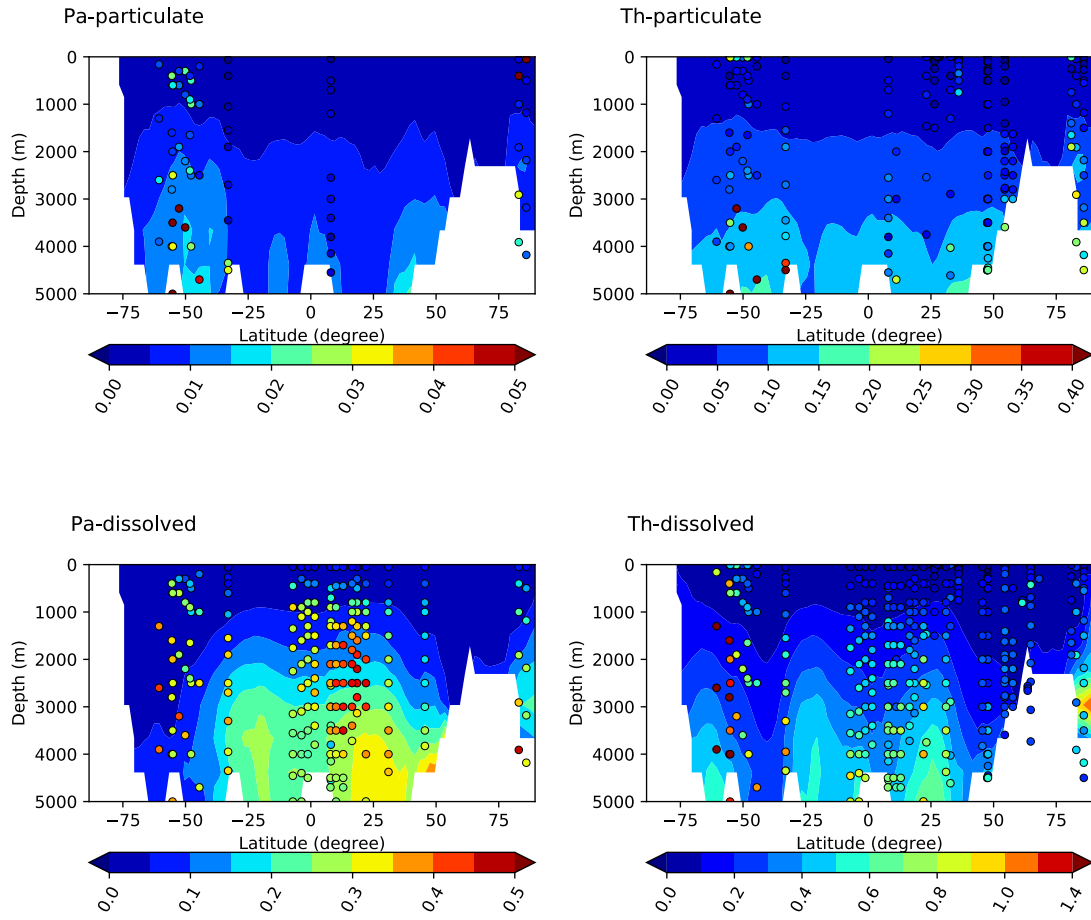 Pa-particulate
Th-particulate
0
1000
2000
3000
4000
5000
Depth (m)
−75 −50 −25 0 25 50 75
Latitude (degree)
0.00 0.01 0.02 0.03 0.04 0.05
0
1000
2000
3000
4000
5000
Depth (m)
−75 −50 −25 0 25 50 75
Latitude (degree)
0.00 0.05 0.10 0.15 0.20 0.25 0.30 0.35 0.40
Pa-dissolved
Th-dissolved
0
1000
2000
3000
4000
5000
Depth (m)
−75 −50 −25 0 25 50 75
Latitude (degree)
0.0 0.1 0.2 0.3 0.4 0.5
0
1000
2000
3000
4000
5000
Depth (m)
−75 −50 −25 0 25 50 75
Latitude (degree)
0.0 0.2 0.4 0.6 0.8 1.0 1.4